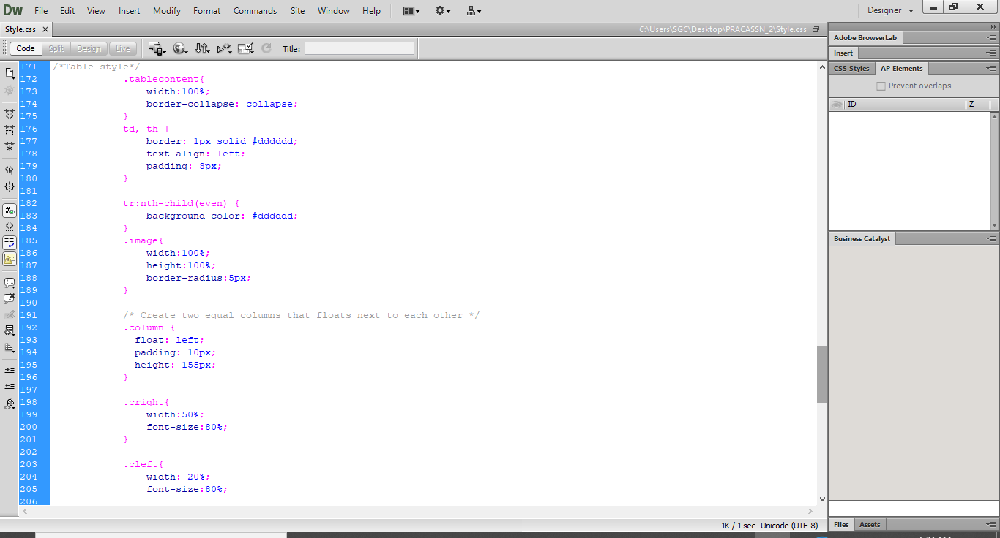 Dw File Edit View Insert Modify Format Commands Site Window Help Designer
Style.css × C:\Users\SGC\Desktop\PRACASSN_2\Style.css
Code Split Design Live Title:
171 /*Table style*/
172 .tablecontent{
173 width:100%;
174 border-collapse: collapse;
175 }
176 td, th {
177 border: 1px solid #dddddd;
178 text-align: left;
179 padding: 8px;
180 }
181
182 tr:nth-child(even) {
183 background-color: #dddddd;
184 }
185 .image{
186 width:100%;
187 height:100%;
188 border-radius:5px;
189 }
190
191 /* Create two equal columns that floats next to each other */
192 .column {
193 float: left;
194 padding: 10px;
195 height: 155px;
196 }
197
198 .cright{
199 width:50%;
200 font-size:80%;
201 }
202
203 .cleft{
204 width: 20%;
205 font-size:80%;
206
1K / 1 sec Unicode (UTF-8)
Adobe BrowserLab
Insert
CSS Styles AP Elements
Prevent overlaps
ID Z
Business Catalyst
Files Assets